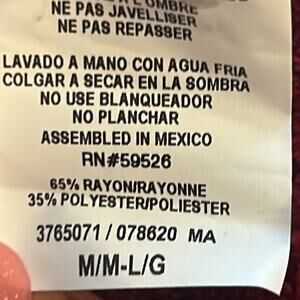 L'OMBRE
NE PAS JAVELLISER
NE PAS REPASSER
LAVADO A MANO CON AGUA FRIA
COLGAR A SECAR EN LA SOMBRA
NO USE BLANQUEADOR
NO PLANCHAR
ASSEMBLED IN MEXICO
RN#59526
65% RAYON/RAYONNE
35% POLYESTER/POLIESTER
3765071 / 078620 MA
M/M-L/G